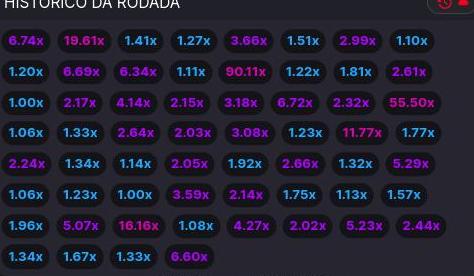 HISTÓRICO DA RODADA
6.74x 19.61x 1.41x 1.27x 3.66x 1.51x 2.99x 1.10x
1.20x 6.69x 6.34x 1.11x 90.11x 1.22x 1.81x 2.61x
1.00x 2.17x 4.14x 2.15x 3.18x 6.72x 2.32x 55.50x
1.06x 1.33x 2.64x 2.03x 3.08x 1.23x 11.77x 1.77x
2.24x 1.34x 1.14x 2.05x 1.92x 2.66x 1.32x 5.29x
1.06x 1.23x 1.00x 3.59x 2.14x 1.75x 1.13x 1.57x
1.96x 5.07x 16.16x 1.08x 4.27x 2.02x 5.23x 2.44x
1.34x 1.67x 1.33x 6.60x